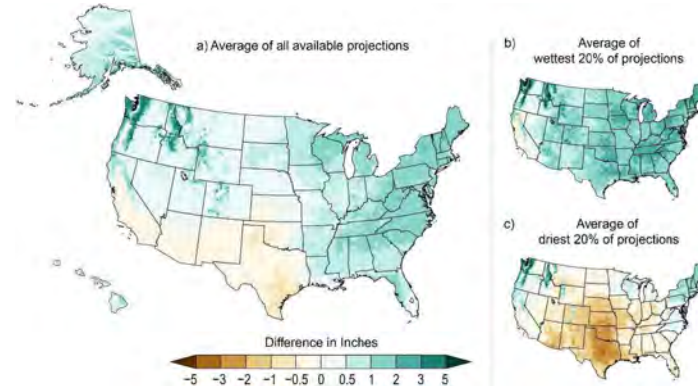 a) Average of all available projections
b) Average of
wettest 20% of projections
c) Average of
driest 20% of projections
Difference in Inches
−5 −3 −2 −1 −0.5 0 0.5 1 2 3 5